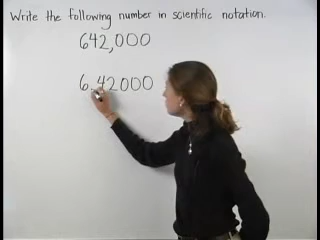 Write the following number in scientific notation.
642,000
6.42000